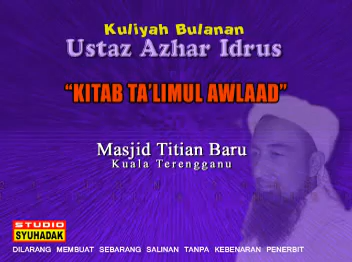 Kuliyah Bulanan
Ustaz Azhar Idrus
“KITAB TA’LIMUL AWLAAD”
Masjid Titian Baru
Kuala Terengganu
STUDIO
SYUHADAK
DILARANG MEMBUAT SEBARANG SALINAN TANPA KEBENARAN PENERBIT